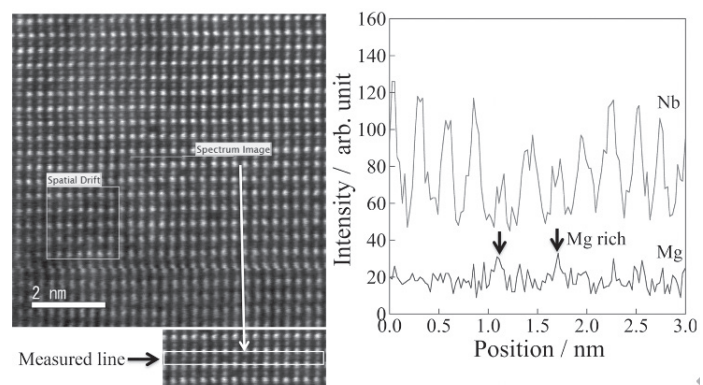 Spectrum Image
Spatial Drift
2 nm
Measured line
160
140
120
100
80
60
40
20
0
Intensity / arb. unit
Nb
Mg rich
Mg
0.0
0.5
1.0
1.5
2.0
2.5
3.0
Position / nm